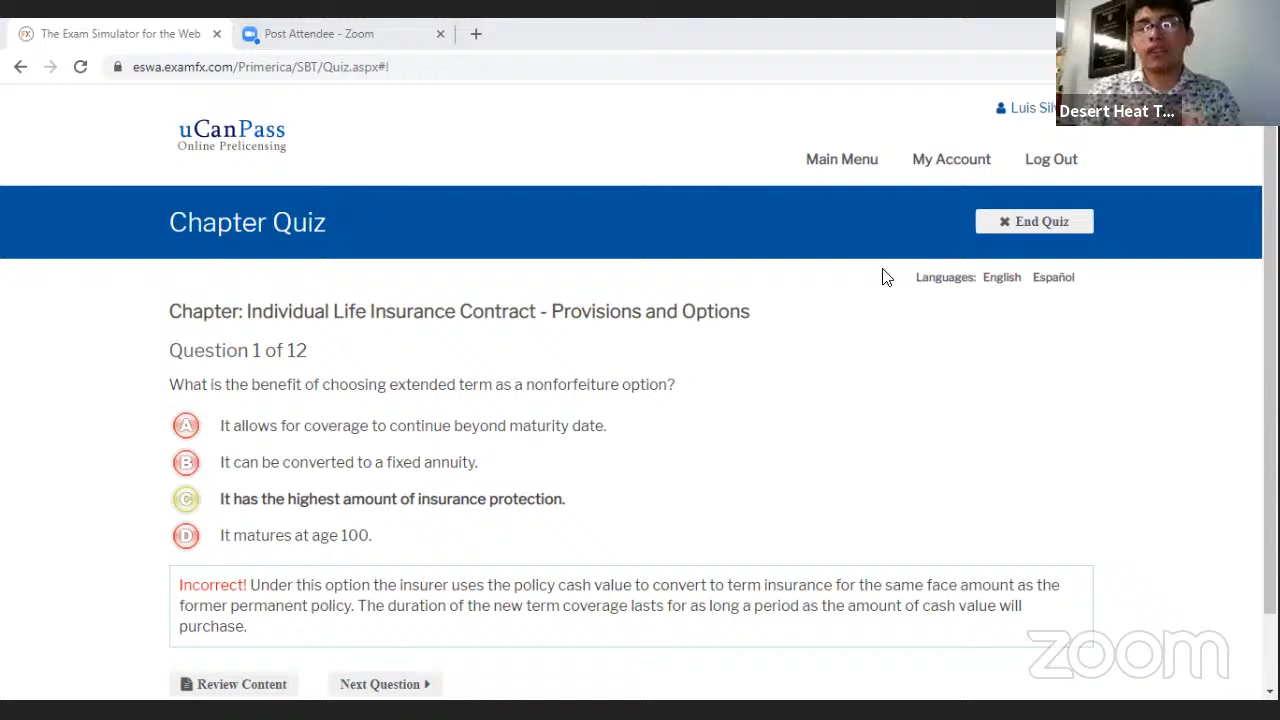 The Exam Simulator for the Web
Post Attendee - Zoom
eswa.examfx.com/Primerica/SBT/Quiz.aspx#!
Desert Heat T...
Luis
uCanPass
Online Prelicensing
Main Menu My Account Log Out
Chapter Quiz
End Quiz
Languages: English Español
Chapter: Individual Life Insurance Contract - Provisions and Options
Question 1 of 12
What is the benefit of choosing extended term as a nonforfeiture option?
A It allows for coverage to continue beyond maturity date.
B It can be converted to a fixed annuity.
C It has the highest amount of insurance protection.
D It matures at age 100.
Incorrect! Under this option the insurer uses the policy cash value to convert to term insurance for the same face amount as the
former permanent policy. The duration of the new term coverage lasts for as long a period as the amount of cash value will
purchase.
Review Content Next Question
zoom